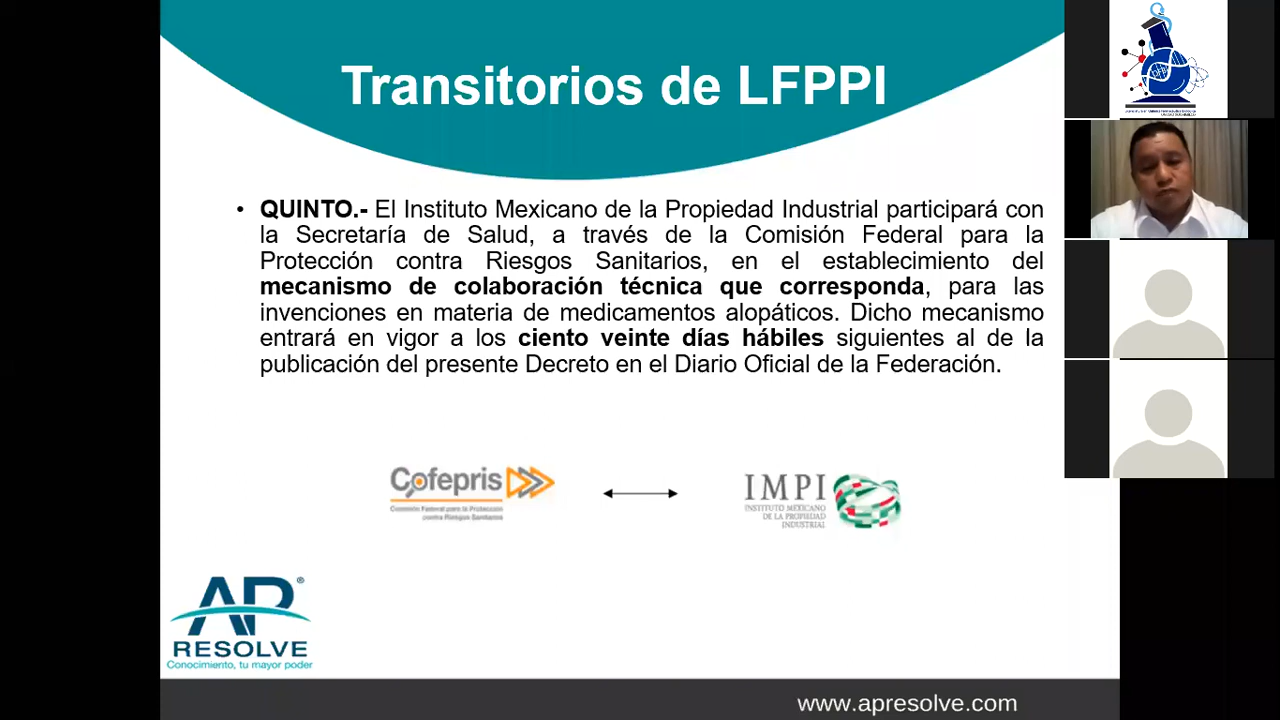 Transitorios de LFPPI
• QUINTO.- El Instituto Mexicano de la Propiedad Industrial participará con
la Secretaría de Salud, a través de la Comisión Federal para la
Protección contra Riesgos Sanitarios, en el establecimiento del
mecanismo de colaboración técnica que corresponda, para las
invenciones en materia de medicamentos alopáticos. Dicho mecanismo
entrará en vigor a los ciento veinte días hábiles siguientes al de la
publicación del presente Decreto en el Diario Oficial de la Federación.
Cofepris
Comisión Federal para la Protección
contra Riesgos Sanitarios
IMPI
INSTITUTO MEXICANO
DE LA PROPIEDAD
INDUSTRIAL
AP®
RESOLVE
Conocimiento, tu mayor poder
www.apresolve.com